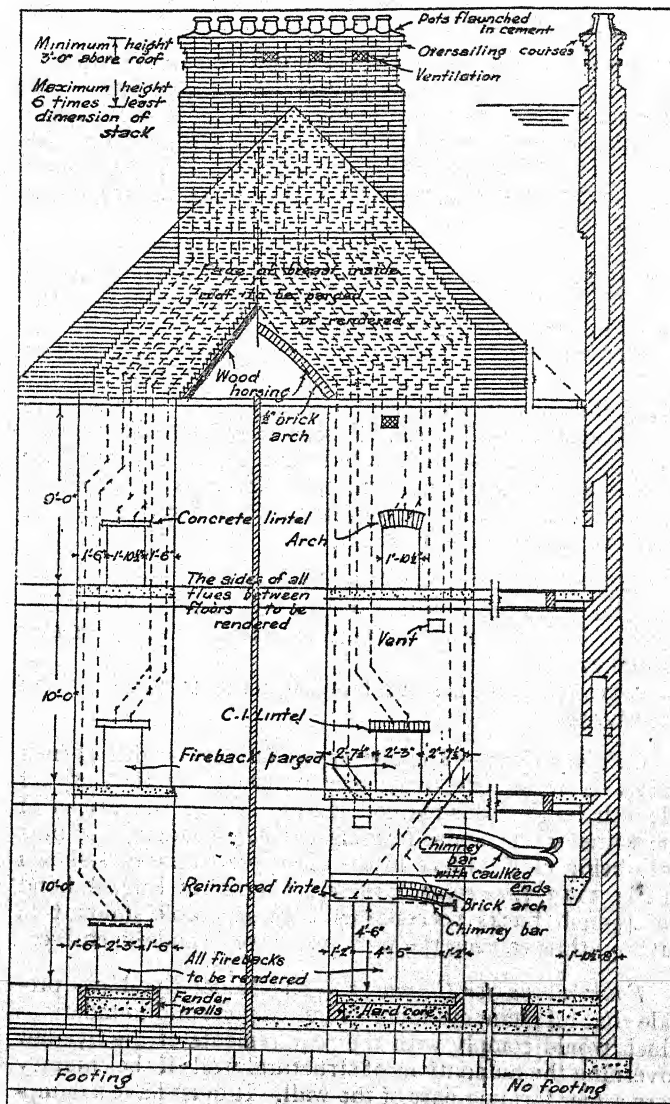 Pots flaunched
in cement
Minimum height
3'-0" above roof
Oversailing courses
Ventilation
Maximum height
6 times least
dimension of
stack
Face of breast inside
roof to be parged
or rendered
Wood
horsing
½ brick
arch
9'-0"
Concrete lintel
Arch
1'-6" 1'-10½" 1'-6"
1'-10½"
The sides of all
flues between
floors to be
rendered
Vent
10'-0"
C.I. Lintel
Fireback parged
2'-7½" 2'-3" 2'-7½"
Chimney
bar
with caulked
ends
10'-0"
Reinforced lintel
Brick arch
Chimney bar
4'-6"
1'-6" 2'-3" 1'-6"
All firebacks
to be rendered
1'-2" 4'-5" 1'-2"
Fender
walls
Hard core
Footing
No footing